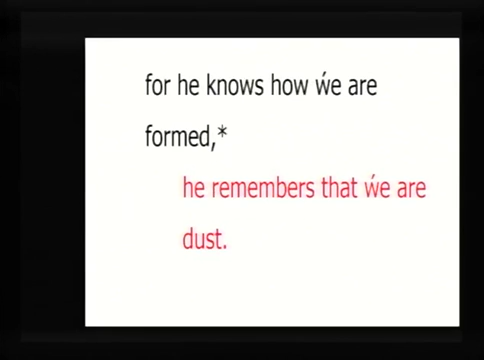 for he knows how ẃe are
formed,*
he remembers that ẃe are
dust.